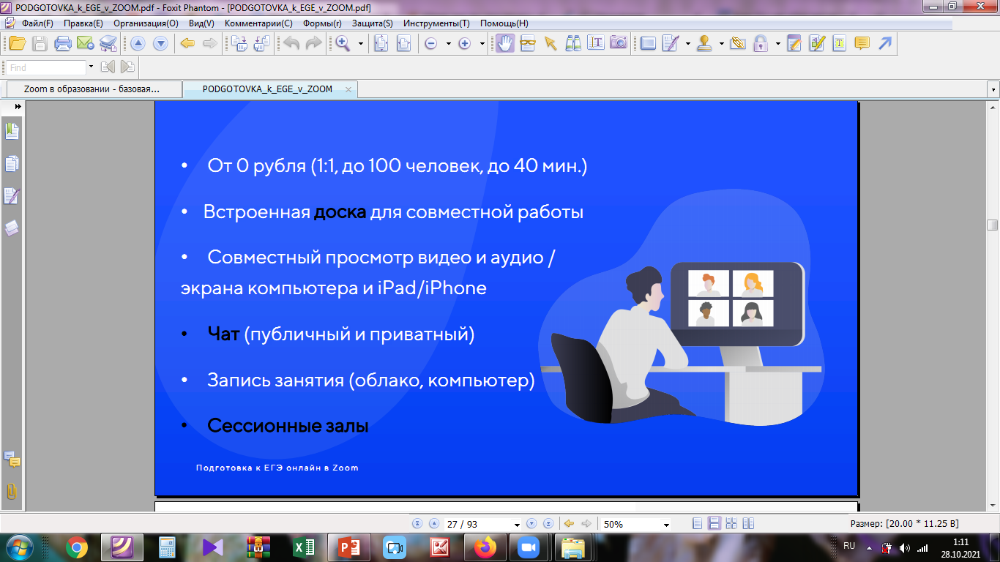 PODGOTOVKA_k_EGE_v_ZOOM.pdf - Foxit Phantom - [PODGOTOVKA_k_EGE_v_ZOOM.pdf]
Файл(F) Правка(E) Организация(O) Вид(V) Комментарии(C) Формы(r) Защита(S) Инструменты(T) Помощь(H)
Find
Zoom в образовании - базовая... PODGOTOVKA_k_EGE_v_ZOOM
• От 0 рубля (1:1, до 100 человек, до 40 мин.)
• Встроенная доска для совместной работы
• Совместный просмотр видео и аудио /
экрана компьютера и iPad/iPhone
• Чат (публичный и приватный)
• Запись занятия (облако, компьютер)
• Сессионные залы
Подготовка к ЕГЭ онлайн в Zoom
27 / 93 50% Размер: [20.00 * 11.25 В]
RU 1:11
28.10.2021